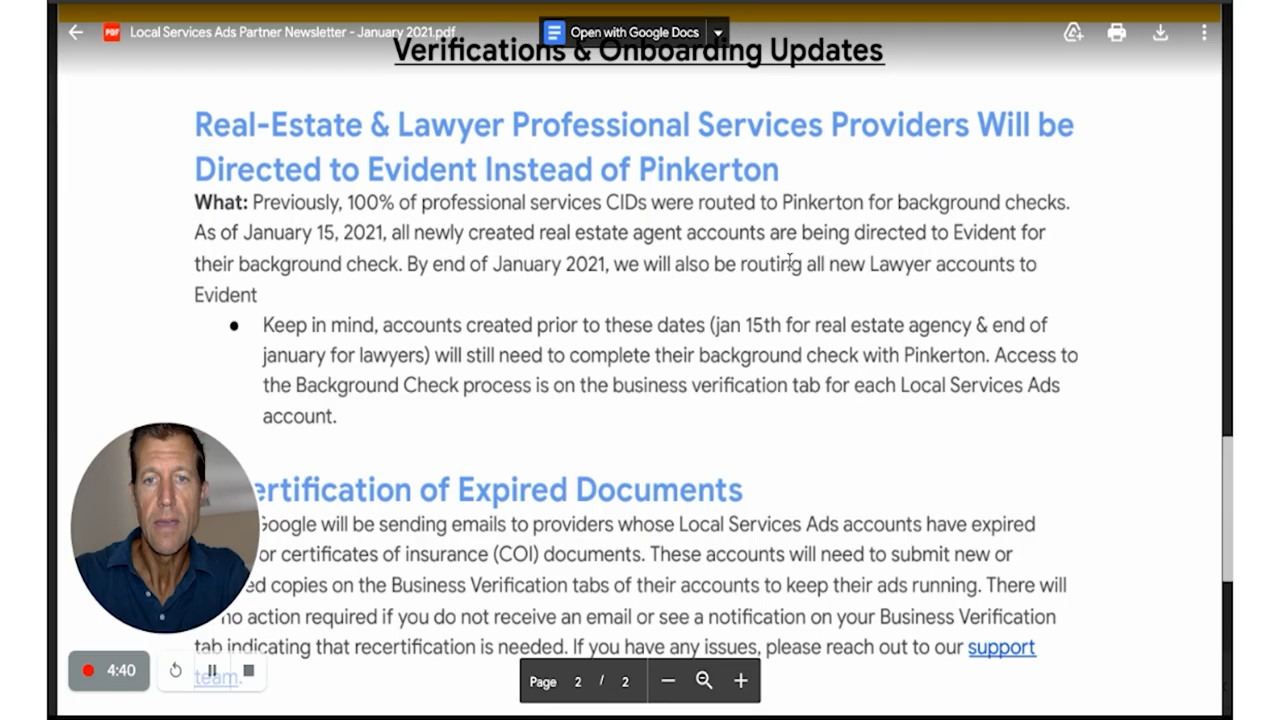 Local Services Ads Partner Newsletter - January 2021.pdf
Open with Google Docs
Verifications & Onboarding Updates
Real-Estate & Lawyer Professional Services Providers Will be
Directed to Evident Instead of Pinkerton
What: Previously, 100% of professional services CIDs were routed to Pinkerton for background checks.
As of January 15, 2021, all newly created real estate agent accounts are being directed to Evident for
their background check. By end of January 2021, we will also be routing all new Lawyer accounts to
Evident
● Keep in mind, accounts created prior to these dates (jan 15th for real estate agency & end of
january for lawyers) will still need to complete their background check with Pinkerton. Access to
the Background Check process is on the business verification tab for each Local Services Ads
account.
ertification of Expired Documents
Google will be sending emails to providers whose Local Services Ads accounts have expired
or certificates of insurance (COI) documents. These accounts will need to submit new or
ed copies on the Business Verification tabs of their accounts to keep their ads running. There will
no action required if you do not receive an email or see a notification on your Business Verification
tab indicating that recertification is needed. If you have any issues, please reach out to our support
team.
4:40
Page 2 / 2